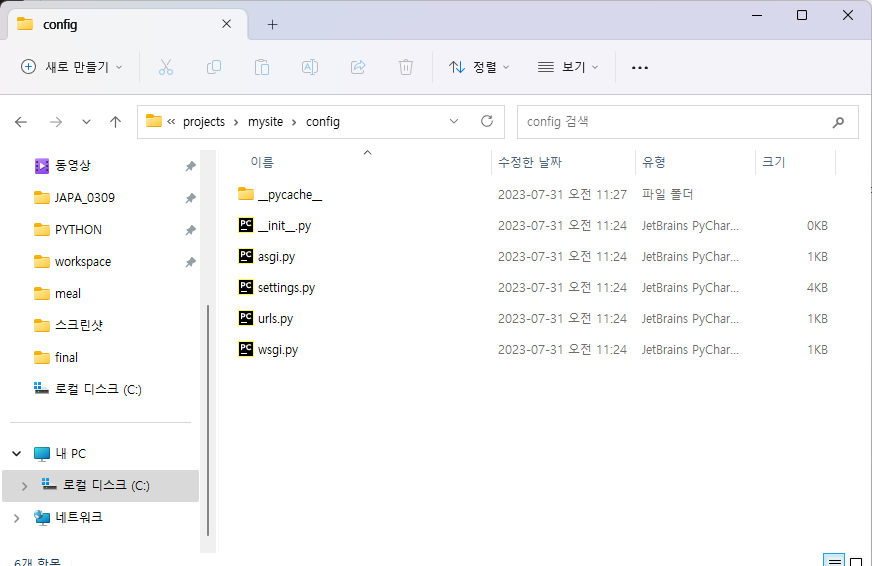 config
새로 만들기
정렬
보기
« projects > mysite > config
config 검색
동영상
JAPA_0309
PYTHON
workspace
meal
스크린샷
final
로컬 디스크 (C:)
내 PC
로컬 디스크 (C:)
네트워크
이름 수정한 날짜 유형 크기
__pycache__ 2023-07-31 오전 11:27 파일 폴더
__init__.py 2023-07-31 오전 11:24 JetBrains PyChar... 0KB
asgi.py 2023-07-31 오전 11:24 JetBrains PyChar... 1KB
settings.py 2023-07-31 오전 11:24 JetBrains PyChar... 4KB
urls.py 2023-07-31 오전 11:24 JetBrains PyChar... 1KB
wsgi.py 2023-07-31 오전 11:24 JetBrains PyChar... 1KB
6개 항목